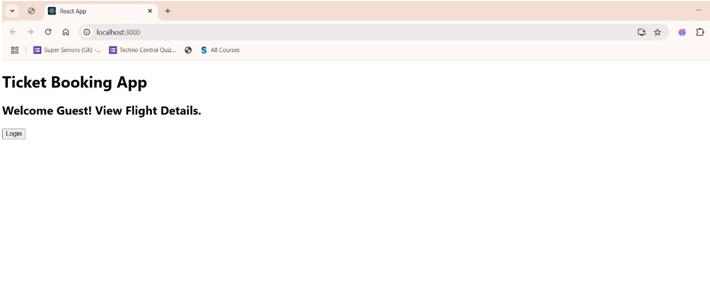 React App
localhost:3000
Super Seniors (GK) -...
Techno Central Quiz...
All Courses
Ticket Booking App
Welcome Guest! View Flight Details.
Login